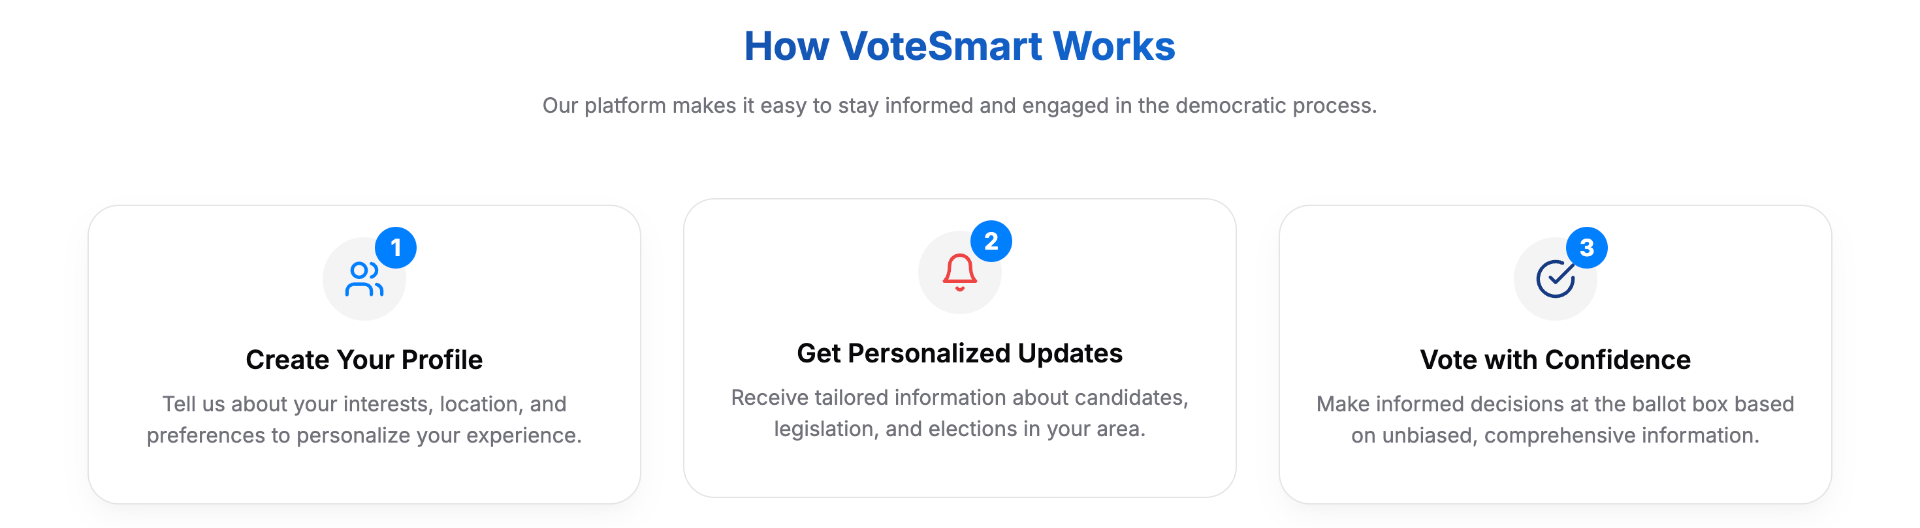 How VoteSmart Works
Our platform makes it easy to stay informed and engaged in the democratic process.
1
Create Your Profile
Tell us about your interests, location, and
preferences to personalize your experience.
2
Get Personalized Updates
Receive tailored information about candidates,
legislation, and elections in your area.
3
Vote with Confidence
Make informed decisions at the ballot box based
on unbiased, comprehensive information.